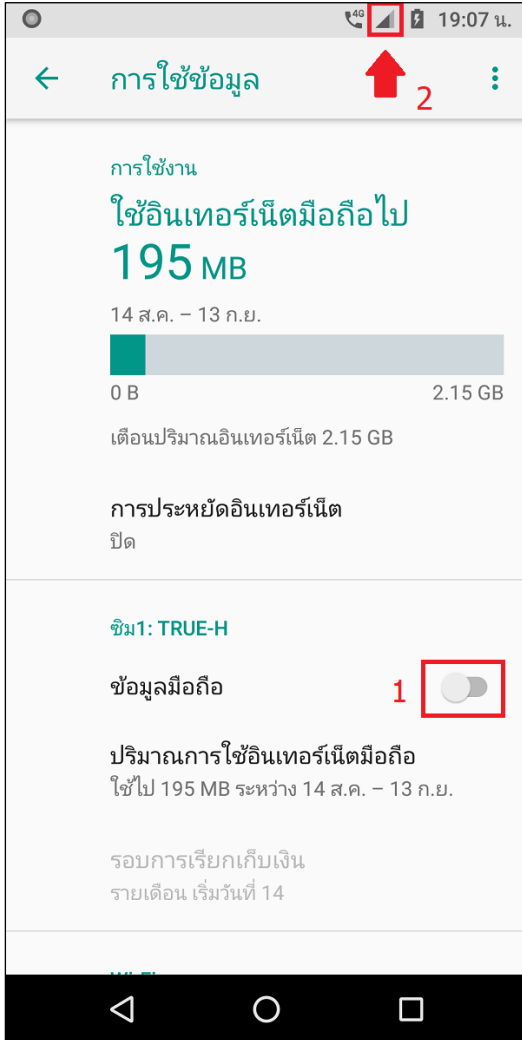 4G 19:07 น.
การใช้ข้อมูล
2
การใช้งาน
ใช้อินเทอร์เน็ตมือถือไป
195 MB
14 ส.ค. – 13 ก.ย.
0 B 2.15 GB
เตือนปริมาณอินเทอร์เน็ต 2.15 GB
การประหยัดอินเทอร์เน็ต
ปิด
ซิม1: TRUE-H
ข้อมูลมือถือ 1
ปริมาณการใช้อินเทอร์เน็ตมือถือ
ใช้ไป 195 MB ระหว่าง 14 ส.ค. – 13 ก.ย.
รอบการเรียกเก็บเงิน
รายเดือน เริ่มวันที่ 14